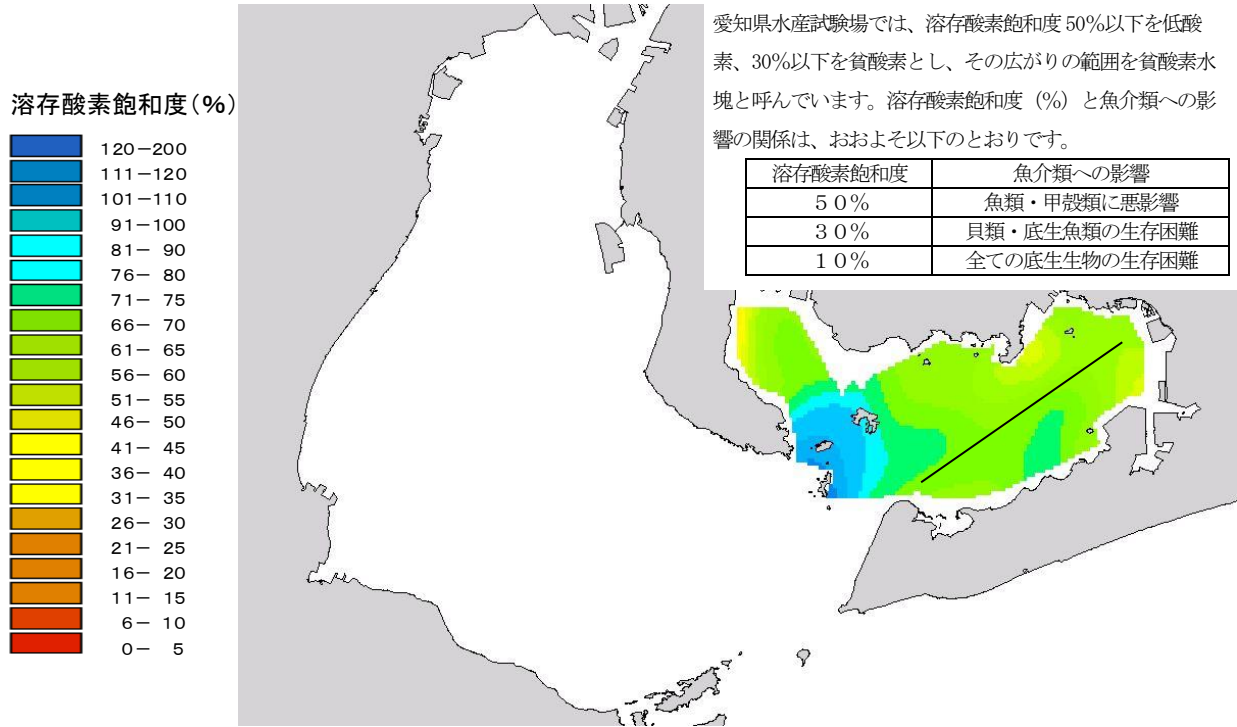 愛知県水産試験場では、溶存酸素飽和度 50%以下を低酸
素、30%以下を貧酸素とし、その広がりの範囲を貧酸素水
塊と呼んでいます。溶存酸素飽和度（%）と魚介類への影
響の関係は、おおよそ以下のとおりです。
溶存酸素飽和度 魚介類への影響
５０% 魚類・甲殻類に悪影響
３０% 貝類・底生魚類の生存困難
１０% 全ての底生生物の生存困難
溶存酸素飽和度(%)
120－200
111－120
101－110
91－100
81－ 90
76－ 80
71－ 75
66－ 70
61－ 65
56－ 60
51－ 55
46－ 50
41－ 45
36－ 40
31－ 35
26－ 30
21－ 25
16－ 20
11－ 15
6－ 10
0－ 5